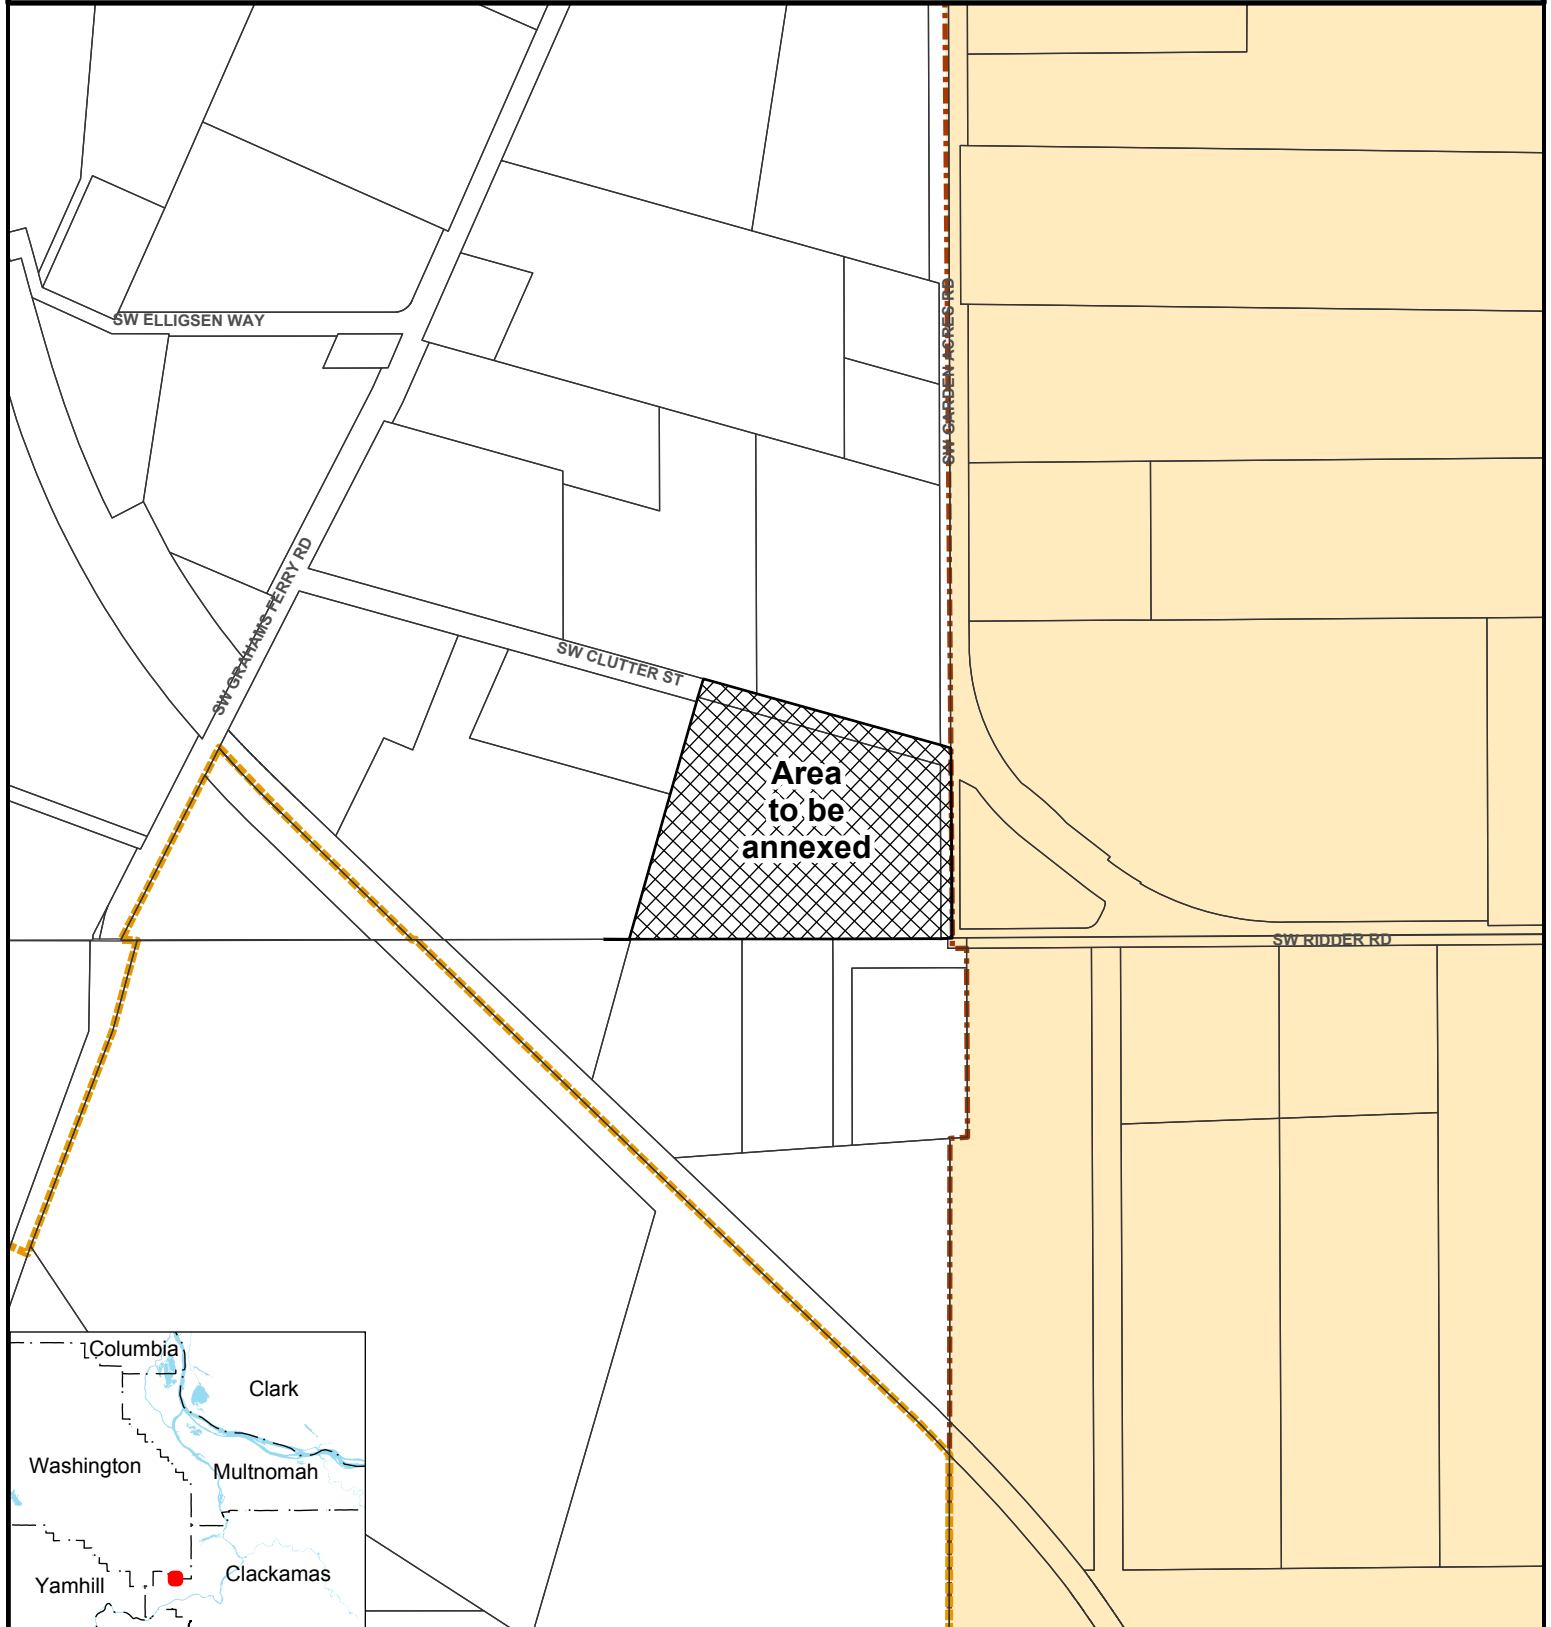 SW ELLIGSEN WAY
SW GARDEN ACRES RD
SW GRAHAMS FERRY RD
SW CLUTTER ST
Area
to be
annexed
SW RIDDER RD
Columbia
Clark
Washington
Multnomah
Yamhill
Clackamas